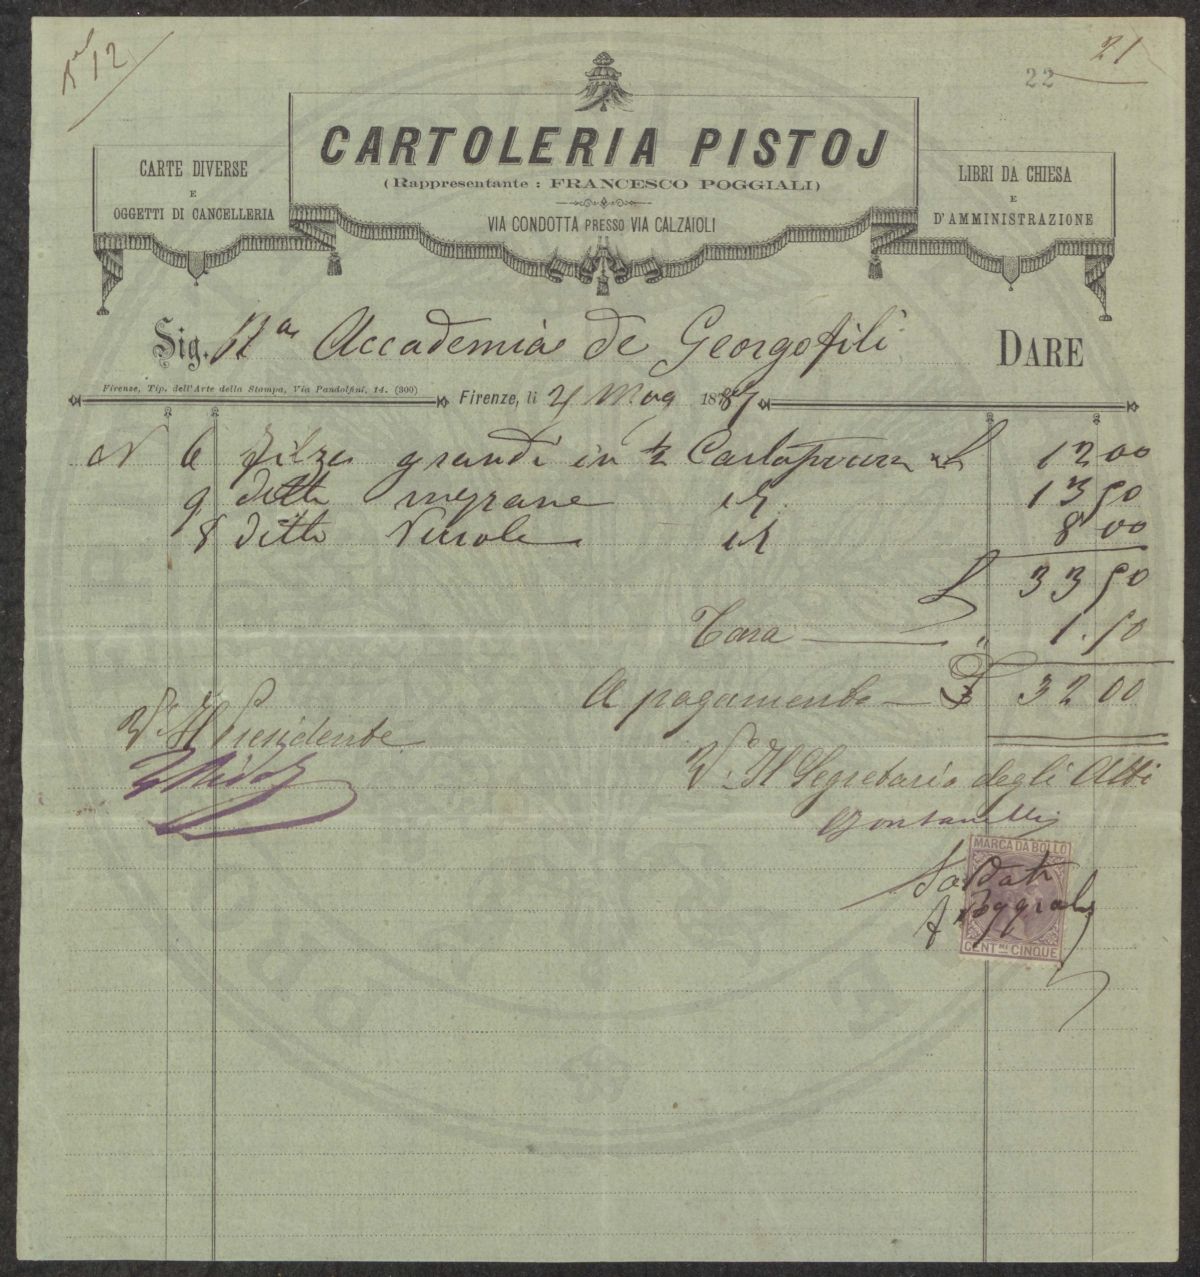 N° 12
21
22
CARTOLERIA PISTOJ
(Rappresentante: FRANCESCO POGGIALI)
VIA CONDOTTA PRESSO VIA CALZAIOLI
CARTE DIVERSE
E
OGGETTI DI CANCELLERIA
LIBRI DA CHIESA
E
D'AMMINISTRAZIONE
Sig. R.a Accademia de Georgofili DARE
Firenze, Tip. dell'Arte della Stampa, Via Pandolfini, 14. (300)
Firenze, li Mag 1887
N 6 filze grandi in ½ L 12 00
9 dette mezzane id 13 50
8 dette piccole id 8 00
L 33 50
Tara " 1.50
A pagamento L 32 00
V° Il Presidente
V° Il Segretario degli Atti
Saldato
F Poggiali
MARCA DA BOLLO
CENT.MI CINQUE
PER
E PROS